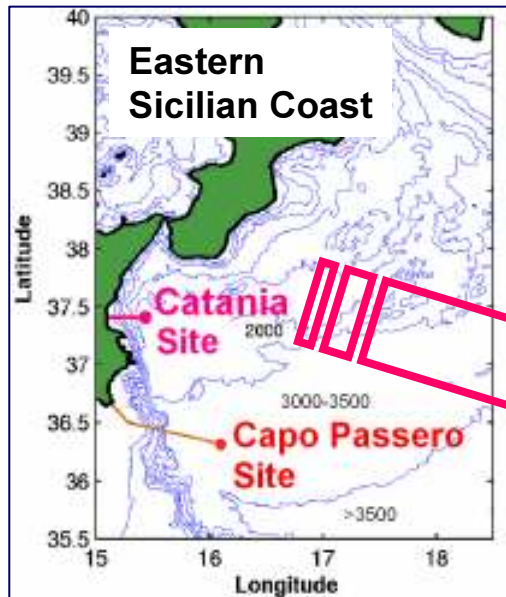 Eastern
Sicilian Coast
40
39.5
39
38.5
38
37.5
37
36.5
36
35.5
Latitude
Catania
Site
2000
3000-3500
Capo Passero
Site
>3500
15
16
17
18
Longitude